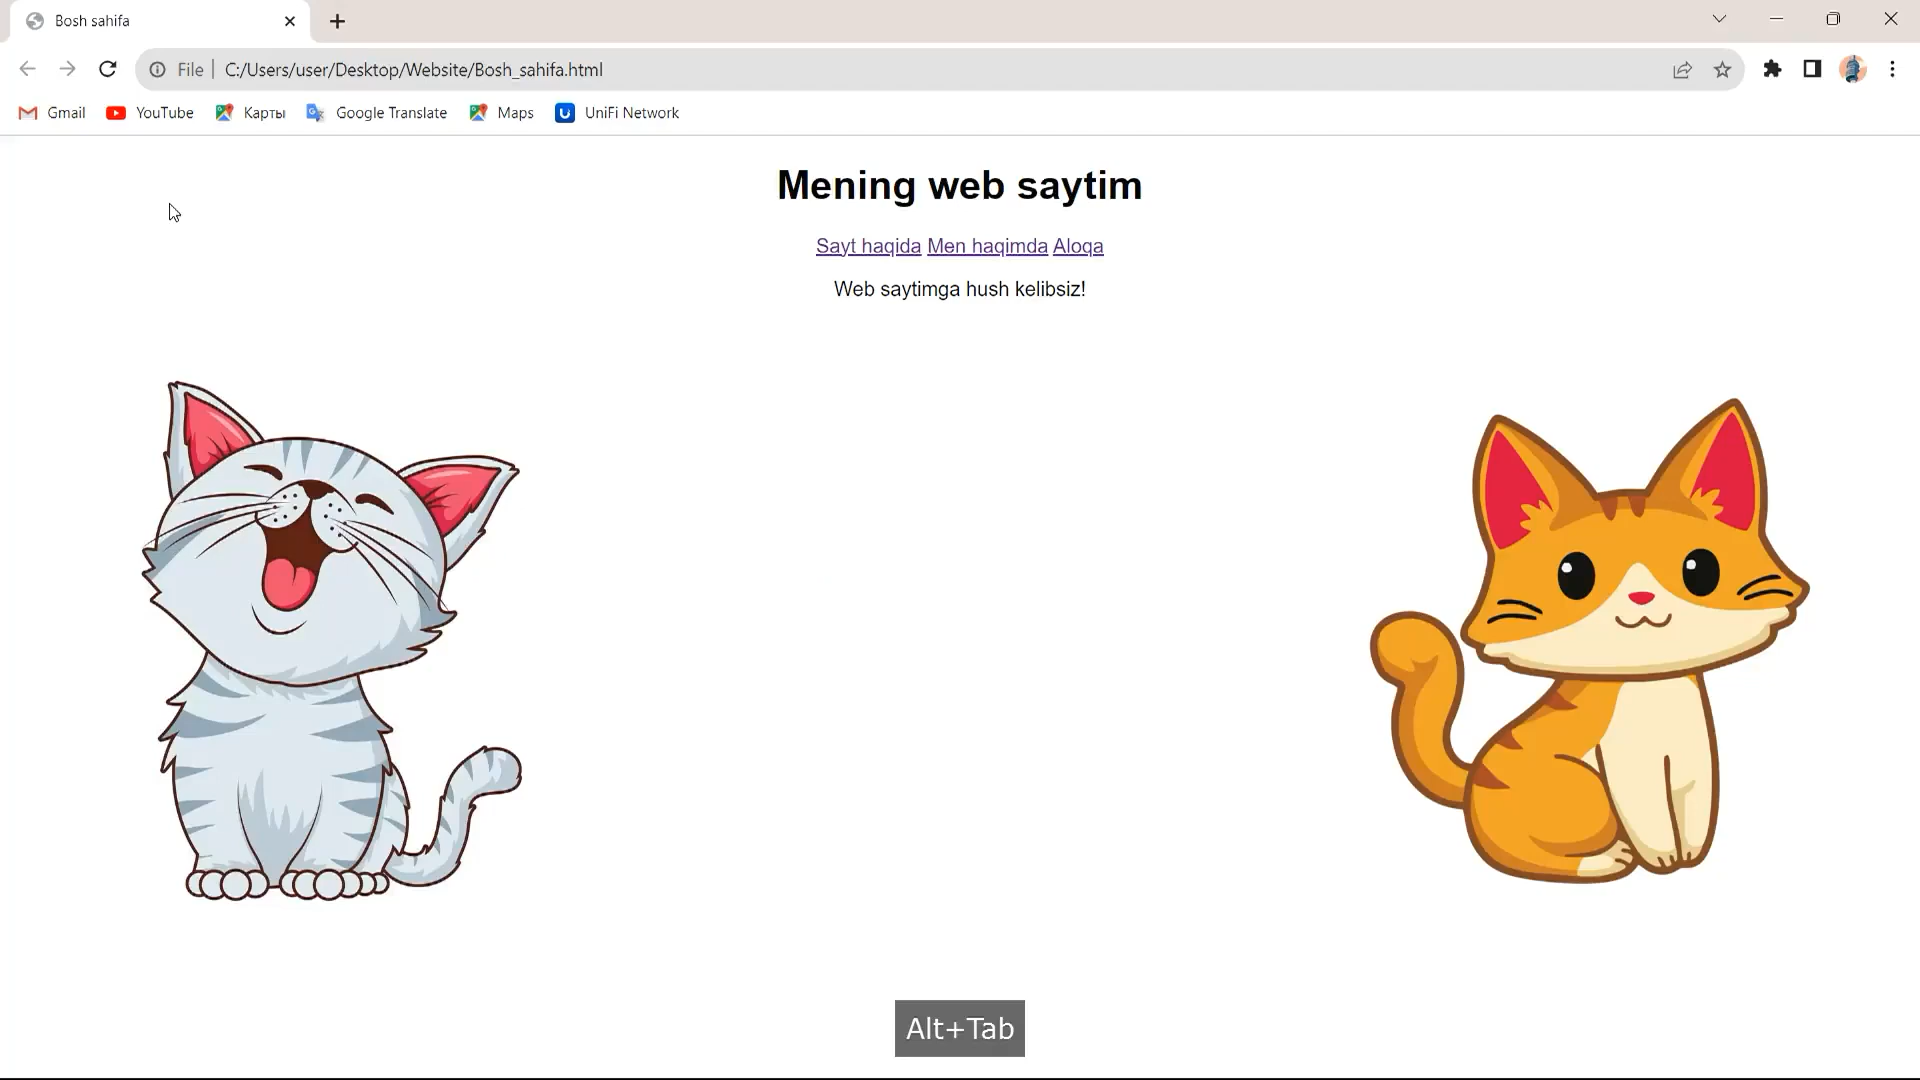 Bosh sahifa
File | C:/Users/user/Desktop/Website/Bosh_sahifa.html
Gmail YouTube Карты Google Translate Maps UniFi Network
Mening web saytim
Sayt haqida Men haqimda Aloqa
Web saytimga hush kelibsiz!
Alt+Tab